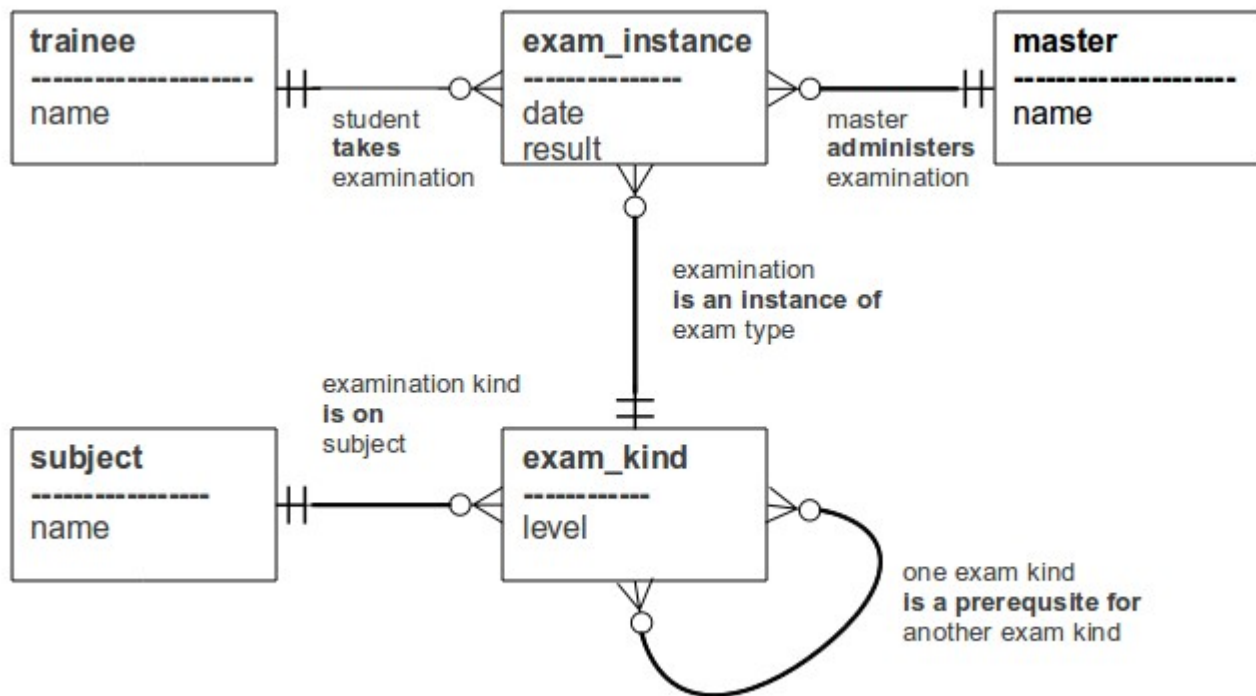 trainee
name
student
takes
examination
exam_instance
date
result
master
administers
examination
master
name
examination
is an instance of
exam type
examination kind
is on
subject
subject
name
exam_kind
level
one exam kind
is a prerequsite for
another exam kind